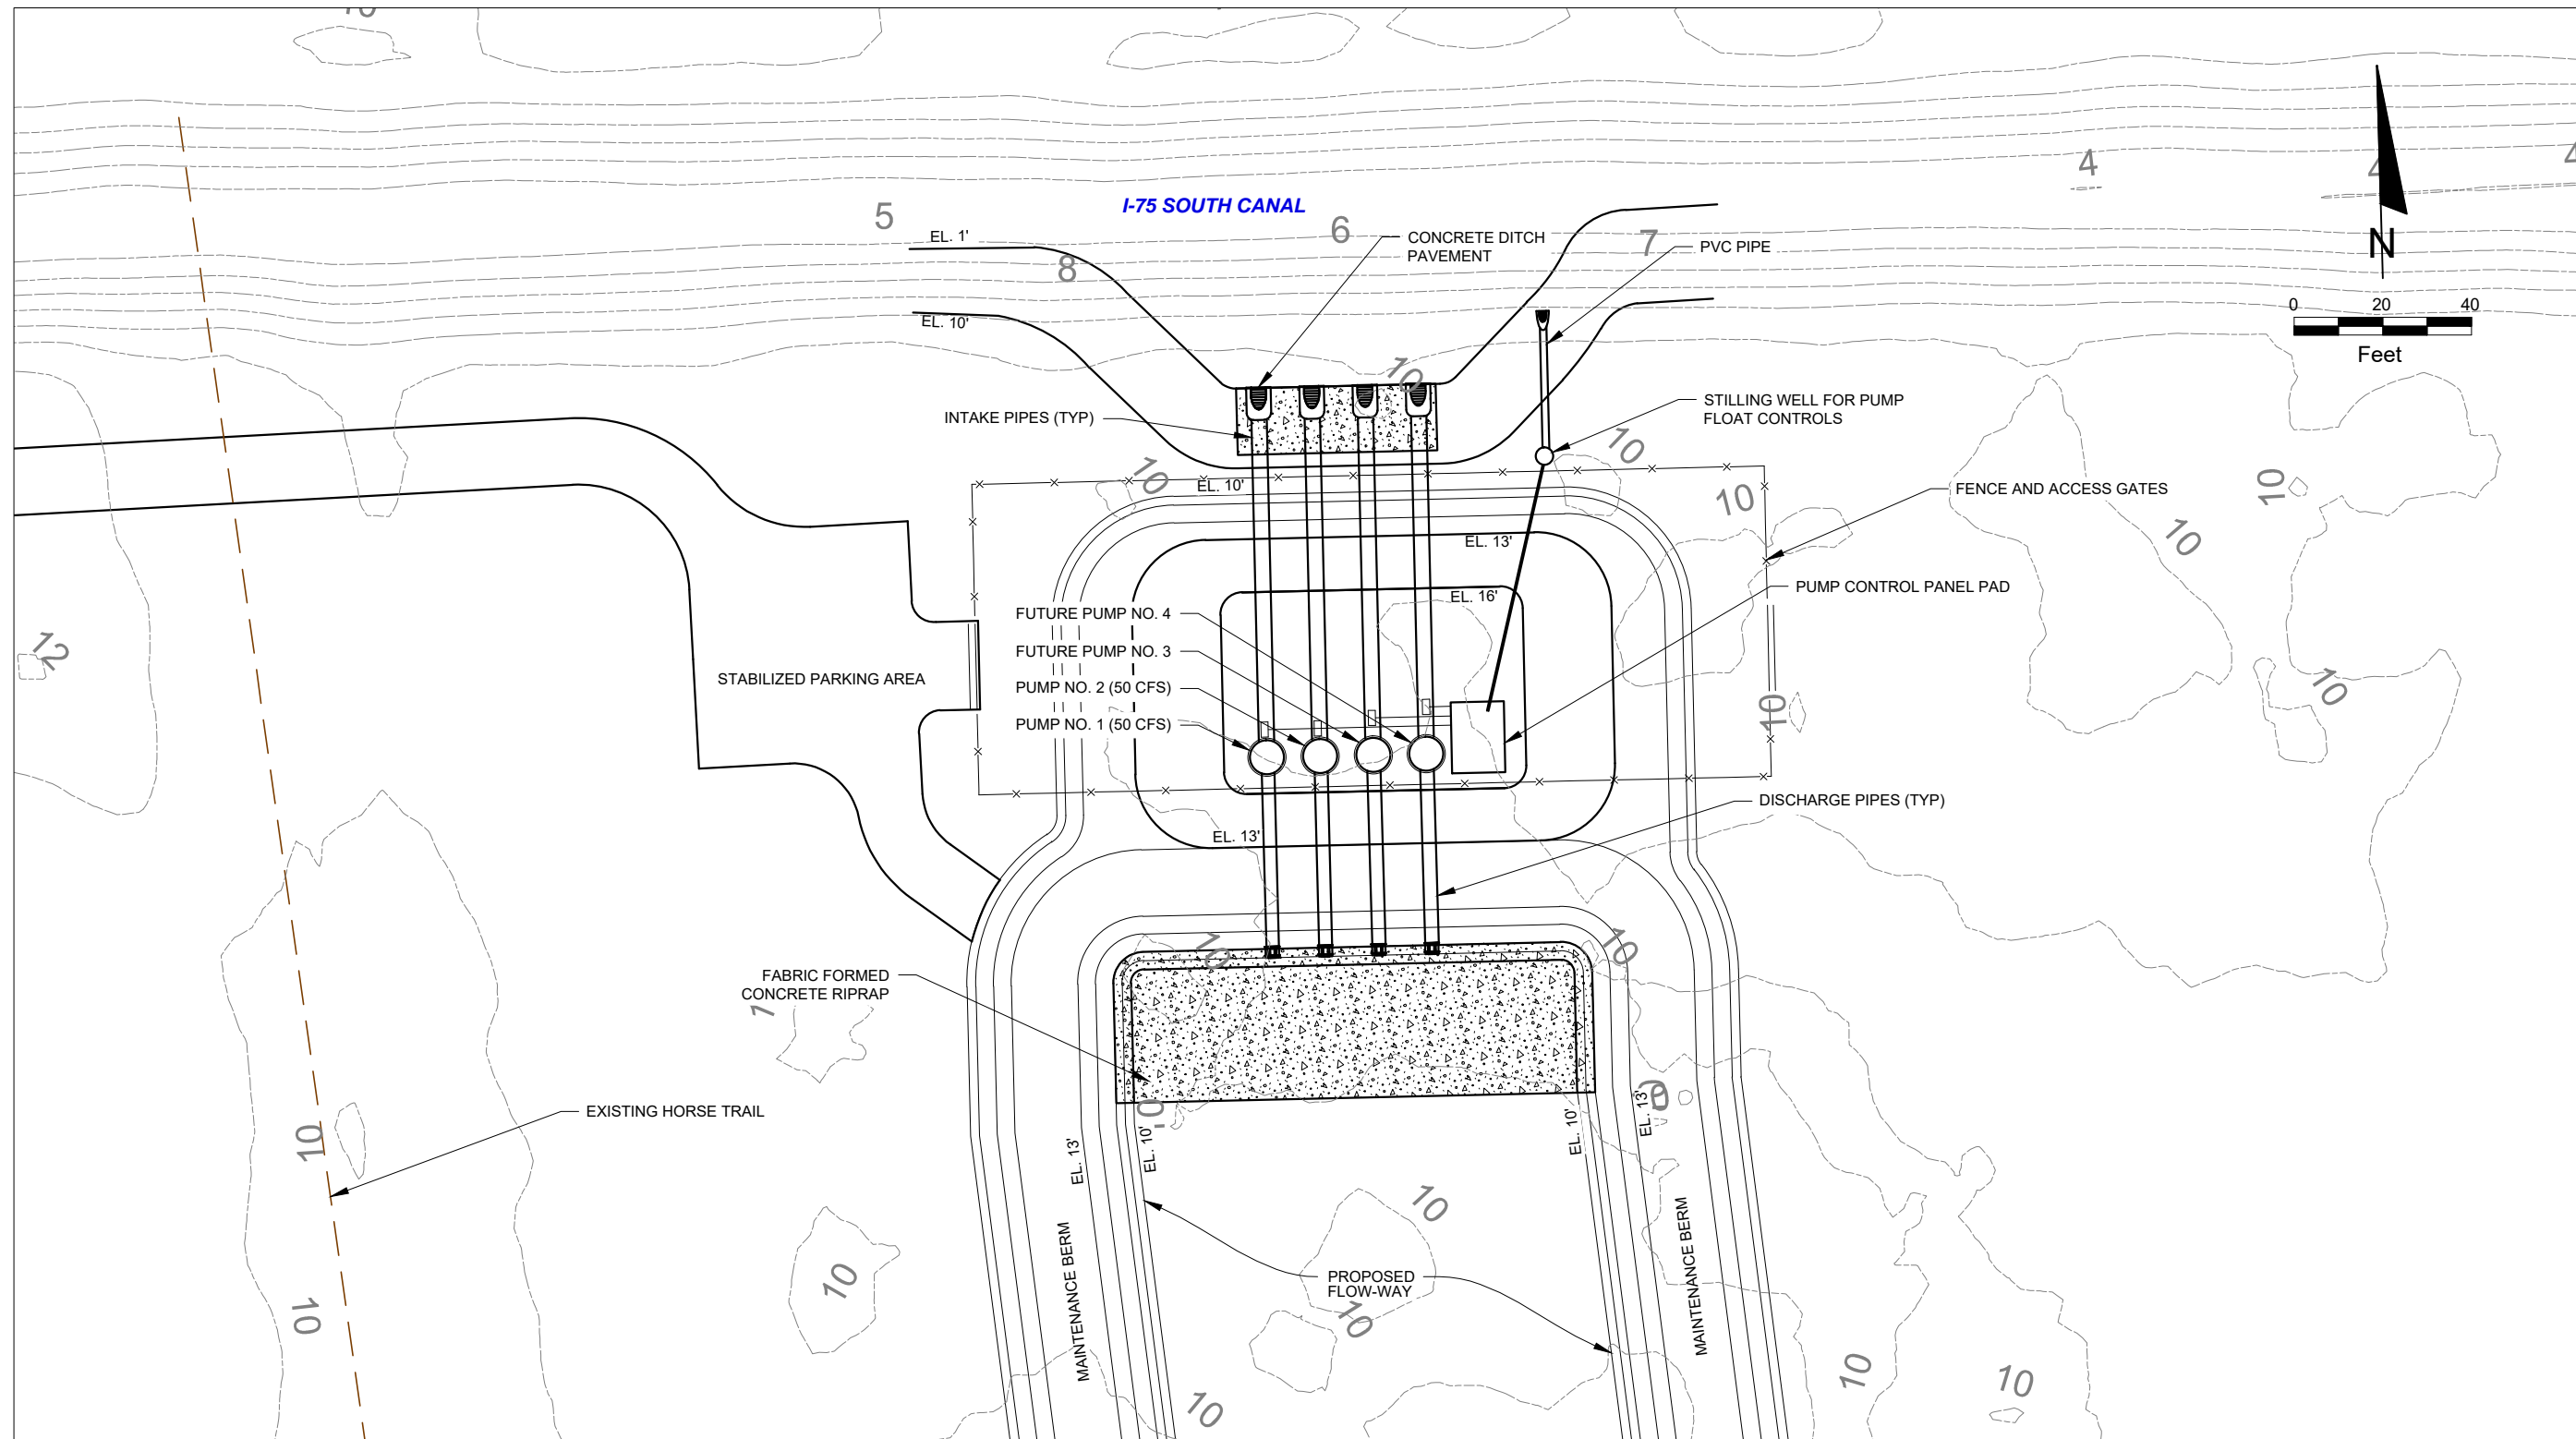 4
4
5
I-75 SOUTH CANAL
6
7
EL. 1'
8
CONCRETE DITCH
PAVEMENT
PVC PIPE
N
0 20 40
Feet
EL. 10'
10
INTAKE PIPES (TYP)
STILLING WELL FOR PUMP
FLOAT CONTROLS
10
10
EL. 10'
10
10
FENCE AND ACCESS GATES
10
EL. 13'
PUMP CONTROL PANEL PAD
EL. 16'
FUTURE PUMP NO. 4
FUTURE PUMP NO. 3
PUMP NO. 2 (50 CFS)
PUMP NO. 1 (50 CFS)
12
STABILIZED PARKING AREA
10
10
DISCHARGE PIPES (TYP)
EL. 13'
10
10
FABRIC FORMED
CONCRETE RIPRAP
EXISTING HORSE TRAIL
10
EL. 13'
EL. 10'
EL. 10'
EL. 13'
10
10
10
10
MAINTENANCE BERM
PROPOSED
FLOW-WAY
MAINTENANCE BERM
10
10
10